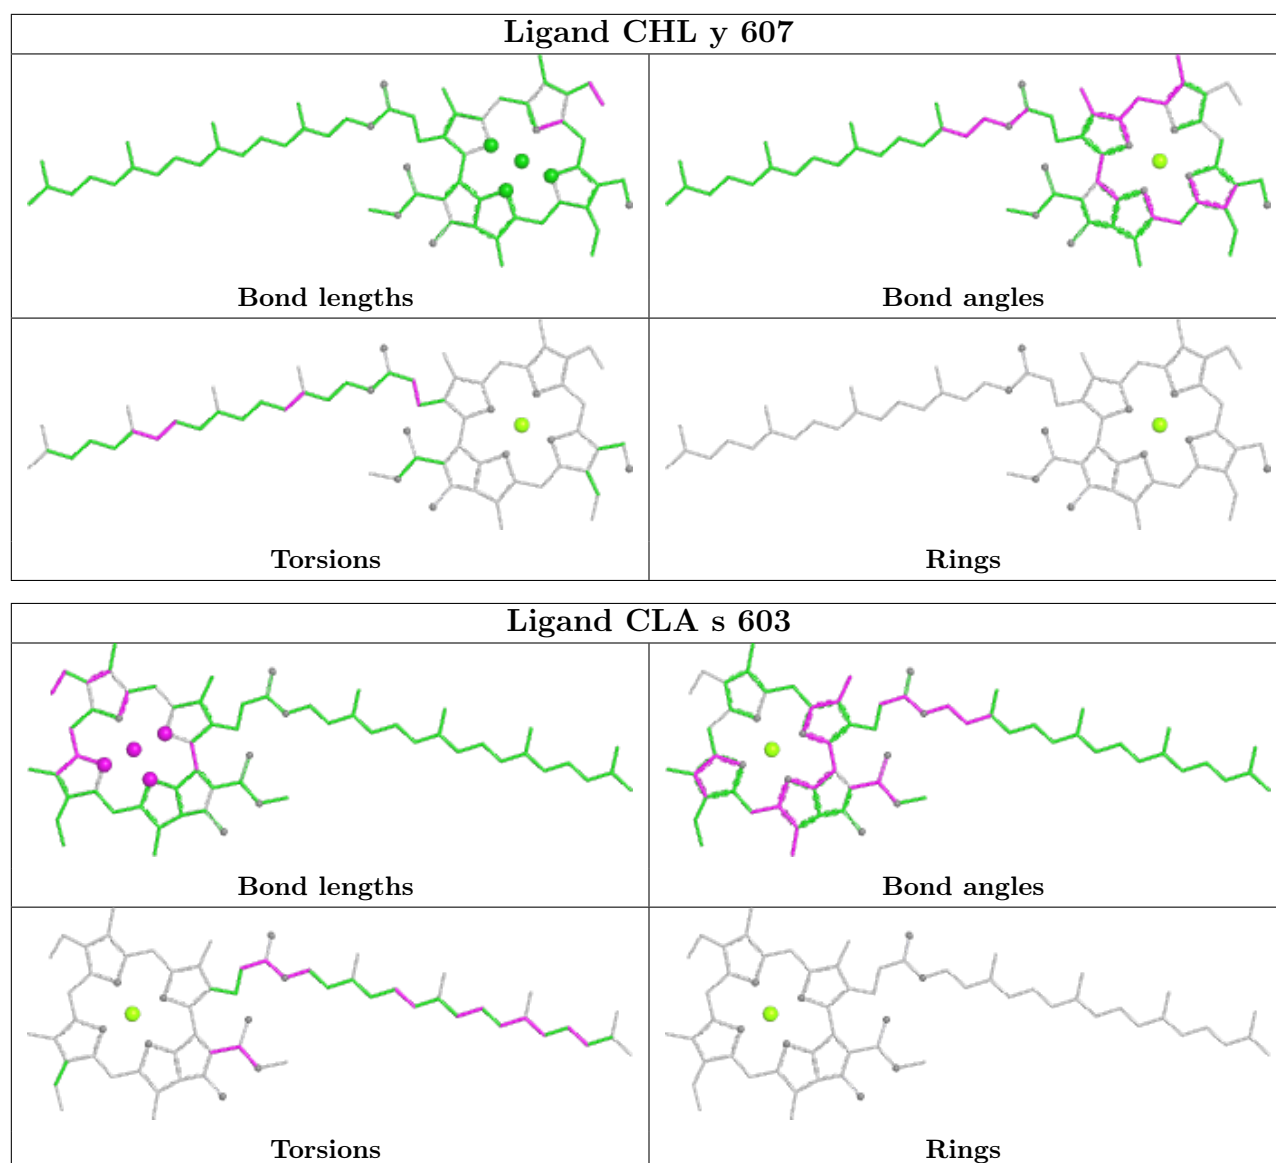 Ligand CHL y 607
Bond lengths
Bond angles
Torsions
Rings
Ligand CLA s 603
Bond lengths
Bond angles
Torsions
Rings